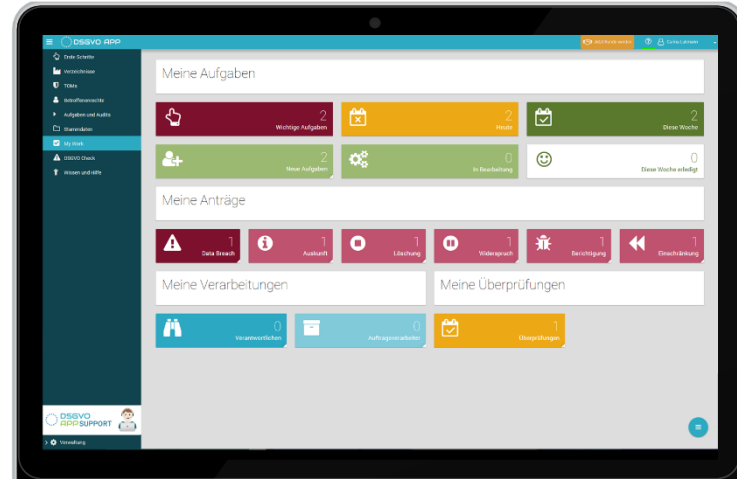 DSGVO APP
Erste Schritte
Verzeichnisse
TOMs
Betroffenenrechte
Aufgaben und Audits
Stammdaten
My Work
DSGVO Check
Wissen und Hilfe
DSGVO
APP SUPPORT
Verwaltung
Meine Aufgaben
2
Wichtige Aufgaben
2
Heute
2
Diese Woche
2
Neue Aufgaben
0
In Bearbeitung
0
Diese Woche erledigt
Meine Anträge
1
Data Breach
1
Auskunft
1
Löschung
1
Widerspruch
1
Berichtigung
1
Einschränkung
Meine Verarbeitungen
Meine Überprüfungen
0
Verantwortlichen
0
Auftragsverarbeiter
1
Überprüfungen